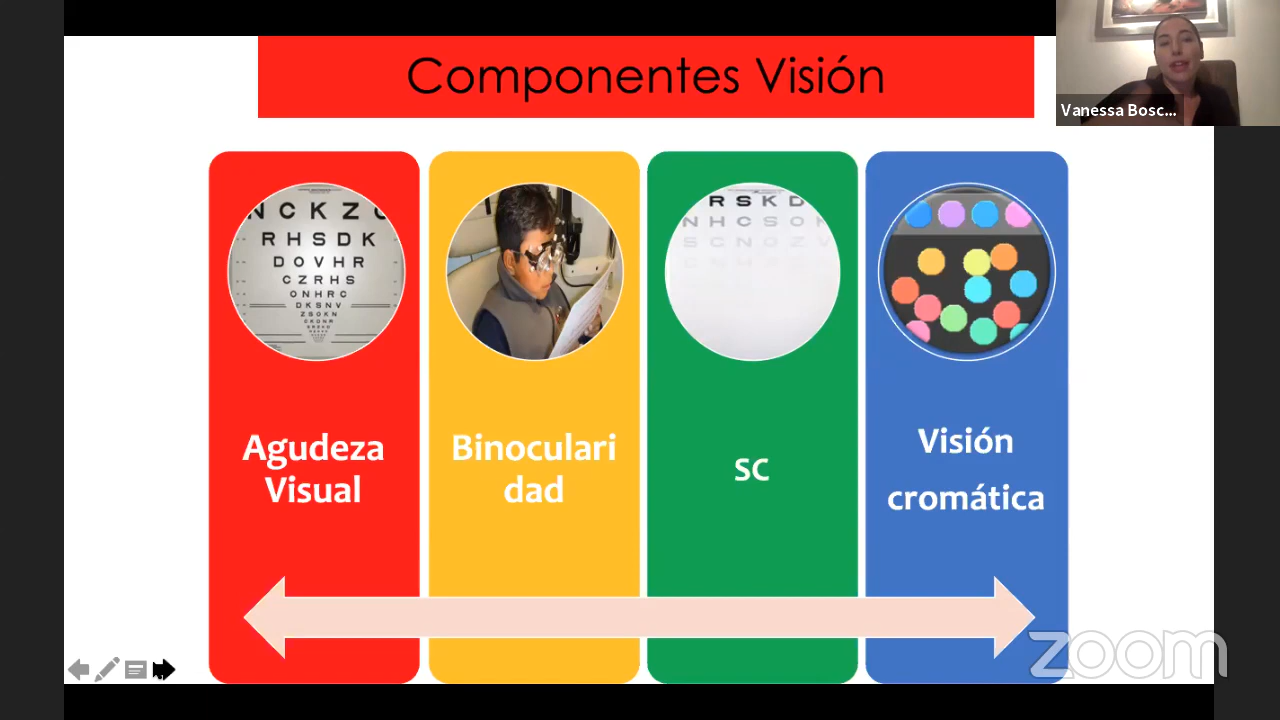 Componentes Visión
Vanessa Bosc...
N C K Z
R H S D K
D O V H R
C Z R H S
O N H R C
D K S N V
Z S O K N
R S K D
N H C S O K
S C N O Z V
Agudeza
Visual
Binoculari
dad
SC
Visión
cromática
zoom